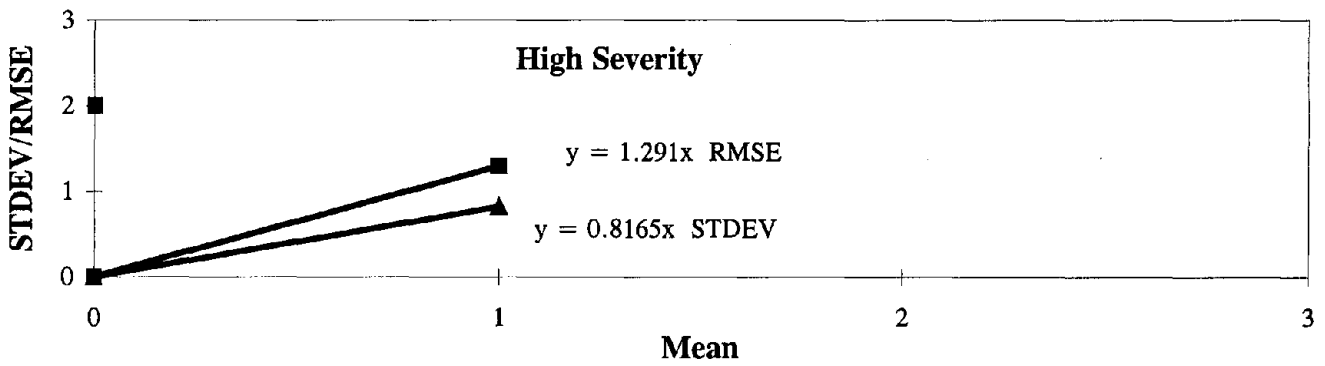 3
High Severity
STDEV/RMSE
2
y = 1.291x RMSE
1
y = 0.8165x STDEV
0
0 1 2 3
Mean